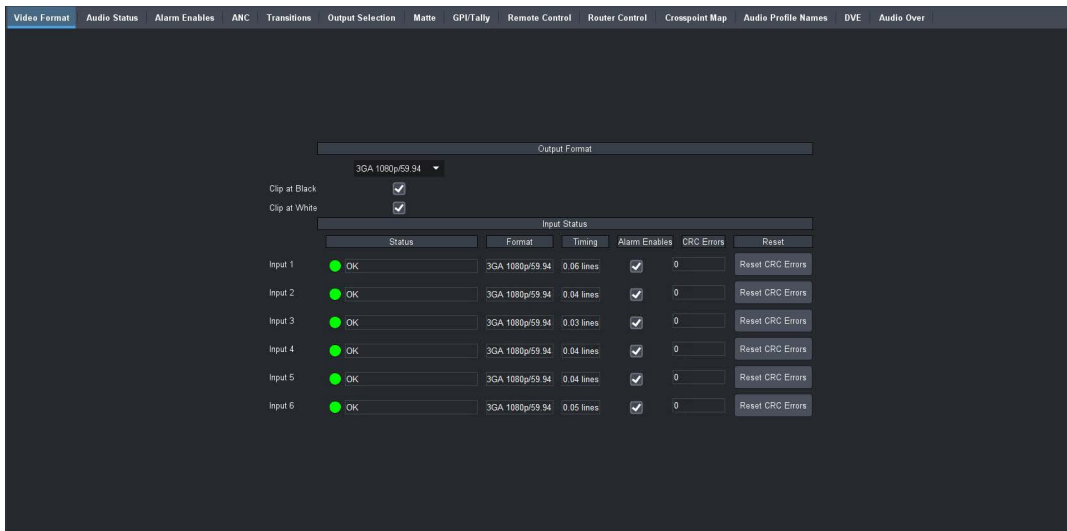 Video Format Audio Status Alarm Enables ANC Transitions Output Selection Matte GPI/Tally Remote Control Router Control Crosspoint Map Audio Profile Names DVE Audio Over
Output Format
3GA 1080p/59.94
Clip at Black
Clip at White
Input Status
Status Format Timing Alarm Enables CRC Errors Reset
Input 1 OK 3GA 1080p/59.94 0.06 lines 0 Reset CRC Errors
Input 2 OK 3GA 1080p/59.94 0.04 lines 0 Reset CRC Errors
Input 3 OK 3GA 1080p/59.94 0.03 lines 0 Reset CRC Errors
Input 4 OK 3GA 1080p/59.94 0.04 lines 0 Reset CRC Errors
Input 5 OK 3GA 1080p/59.94 0.04 lines 0 Reset CRC Errors
Input 6 OK 3GA 1080p/59.94 0.05 lines 0 Reset CRC Errors